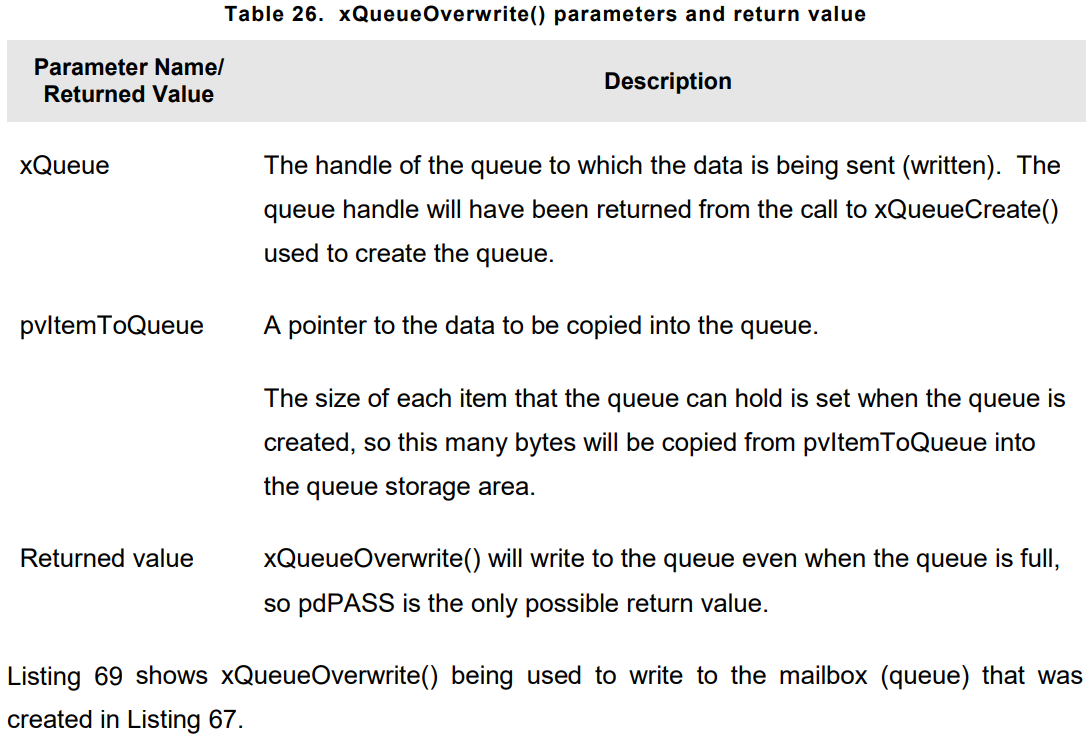 Table 26. xQueueOverwrite() parameters and return value
Parameter Name/
Returned Value
Description
xQueue
The handle of the queue to which the data is being sent (written). The
queue handle will have been returned from the call to xQueueCreate()
used to create the queue.
pvItemToQueue
A pointer to the data to be copied into the queue.
The size of each item that the queue can hold is set when the queue is
created, so this many bytes will be copied from pvItemToQueue into
the queue storage area.
Returned value
xQueueOverwrite() will write to the queue even when the queue is full,
so pdPASS is the only possible return value.
Listing 69 shows xQueueOverwrite() being used to write to the mailbox (queue) that was
created in Listing 67.